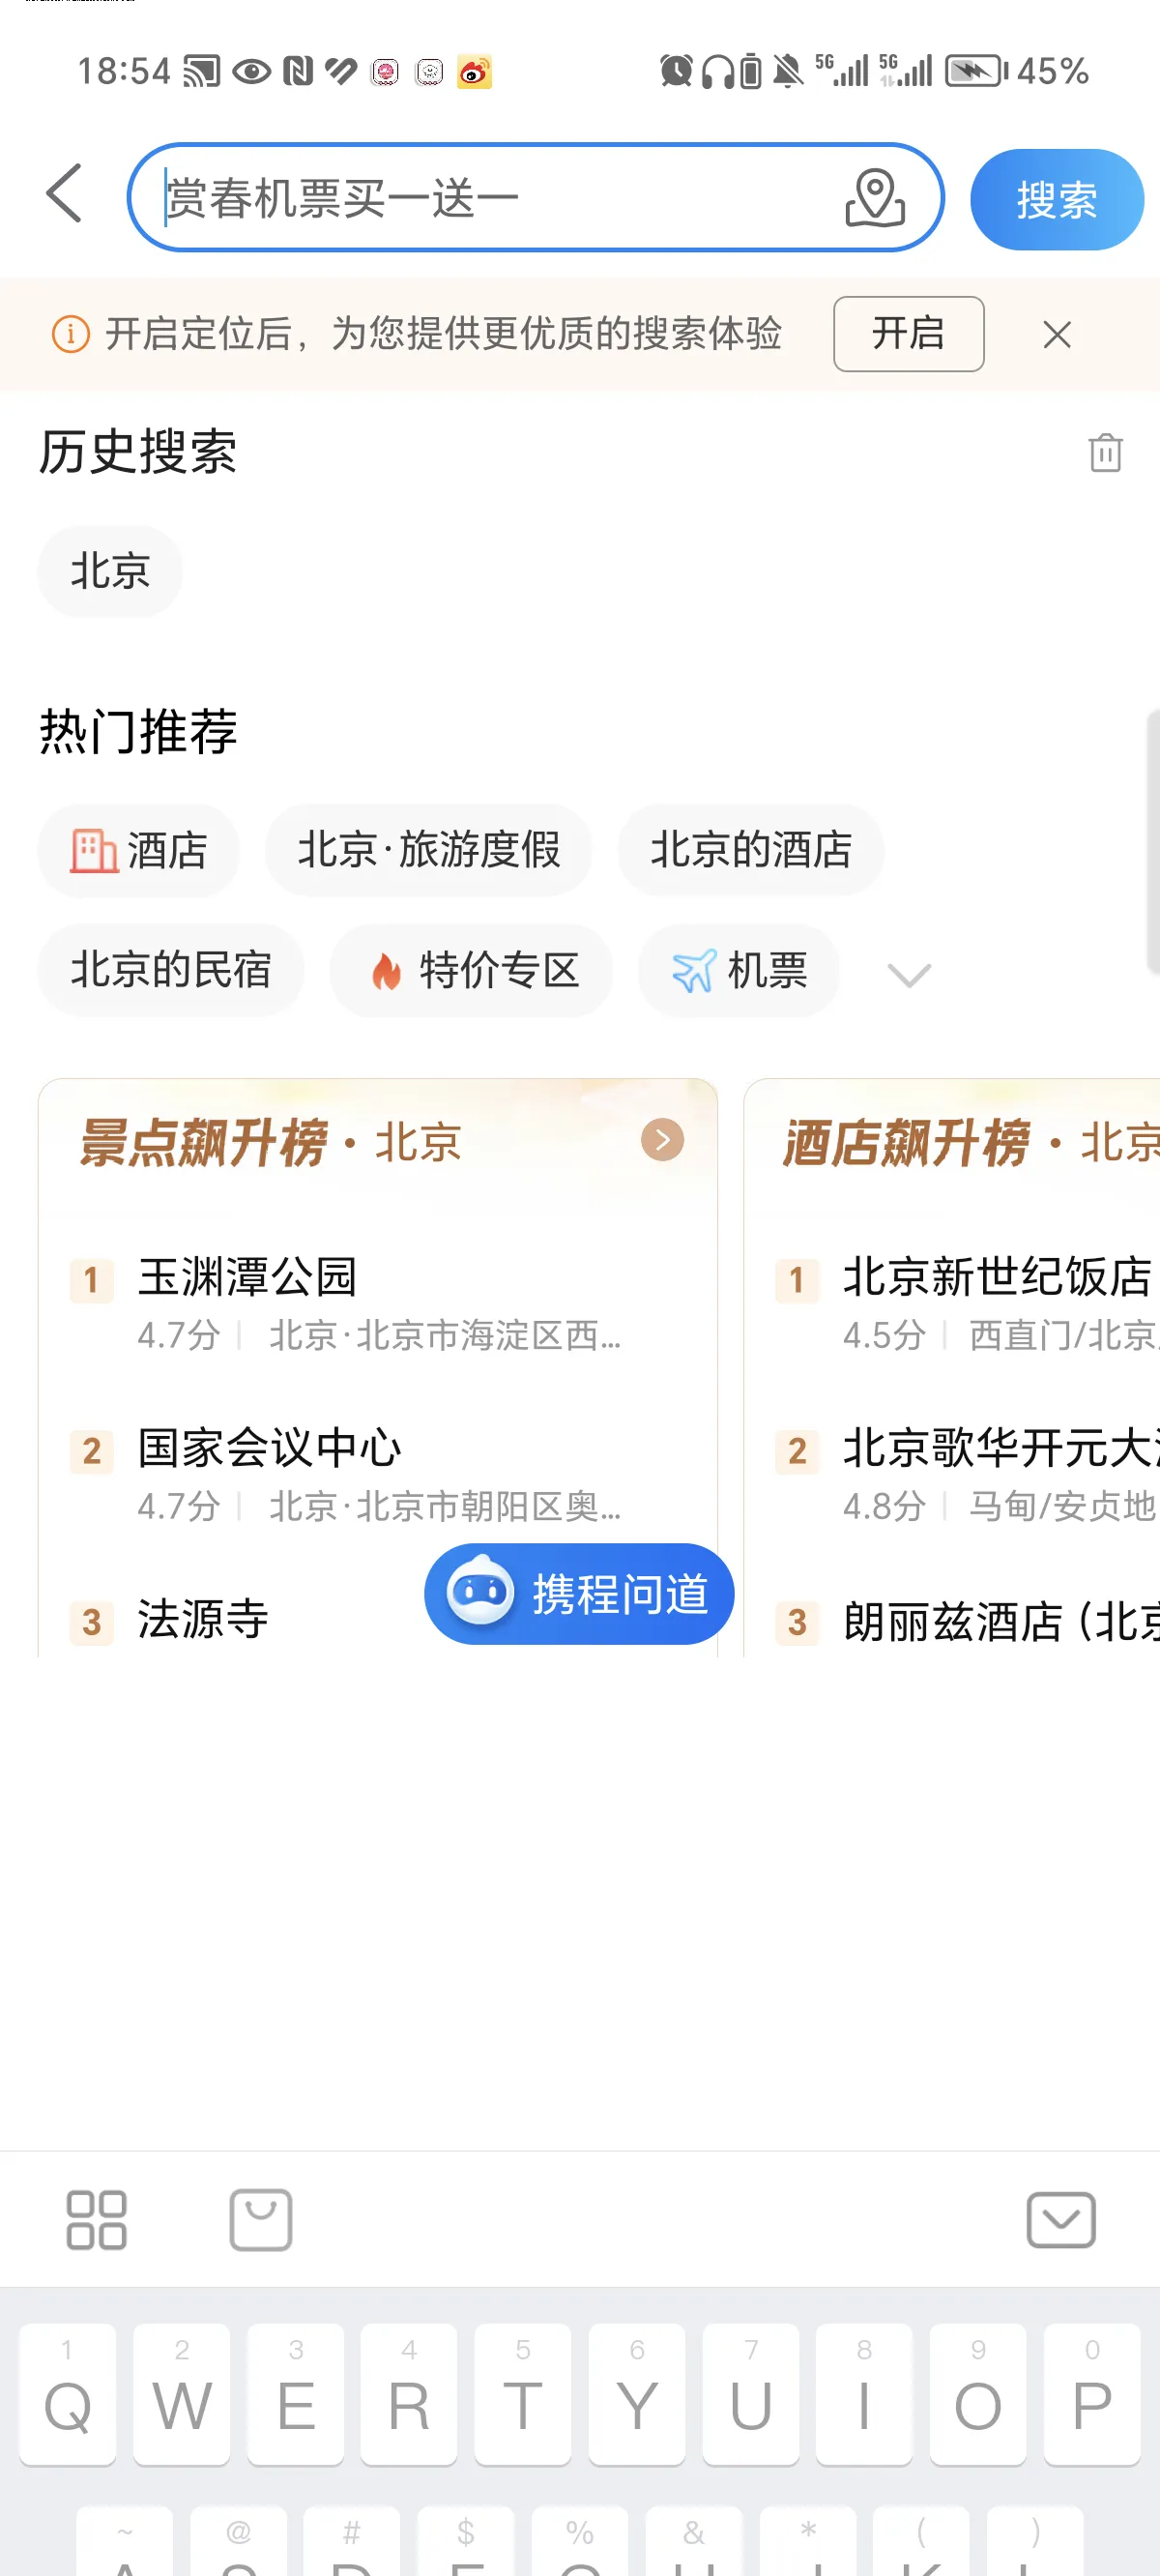 18:54 5G 5G 45%
赏春机票买一送一 搜索
开启定位后，为您提供更优质的搜索体验 开启
历史搜索
北京
热门推荐
酒店 北京·旅游度假 北京的酒店
北京的民宿 特价专区 机票
景点飙升榜·北京
1 玉渊潭公园
4.7分 北京·北京市海淀区西...
2 国家会议中心
4.7分 北京·北京市朝阳区奥...
3 法源寺
酒店飙升榜·北京
1 北京新世纪饭店
4.5分 西直门/北京
2 北京歌华开元大
4.8分 马甸/安贞地
3 朗丽兹酒店 (北京
携程问道
1 2 3 4 5 6 7 8 9 0
Q W E R T Y U I O P
~ @ # $ % & * ( )